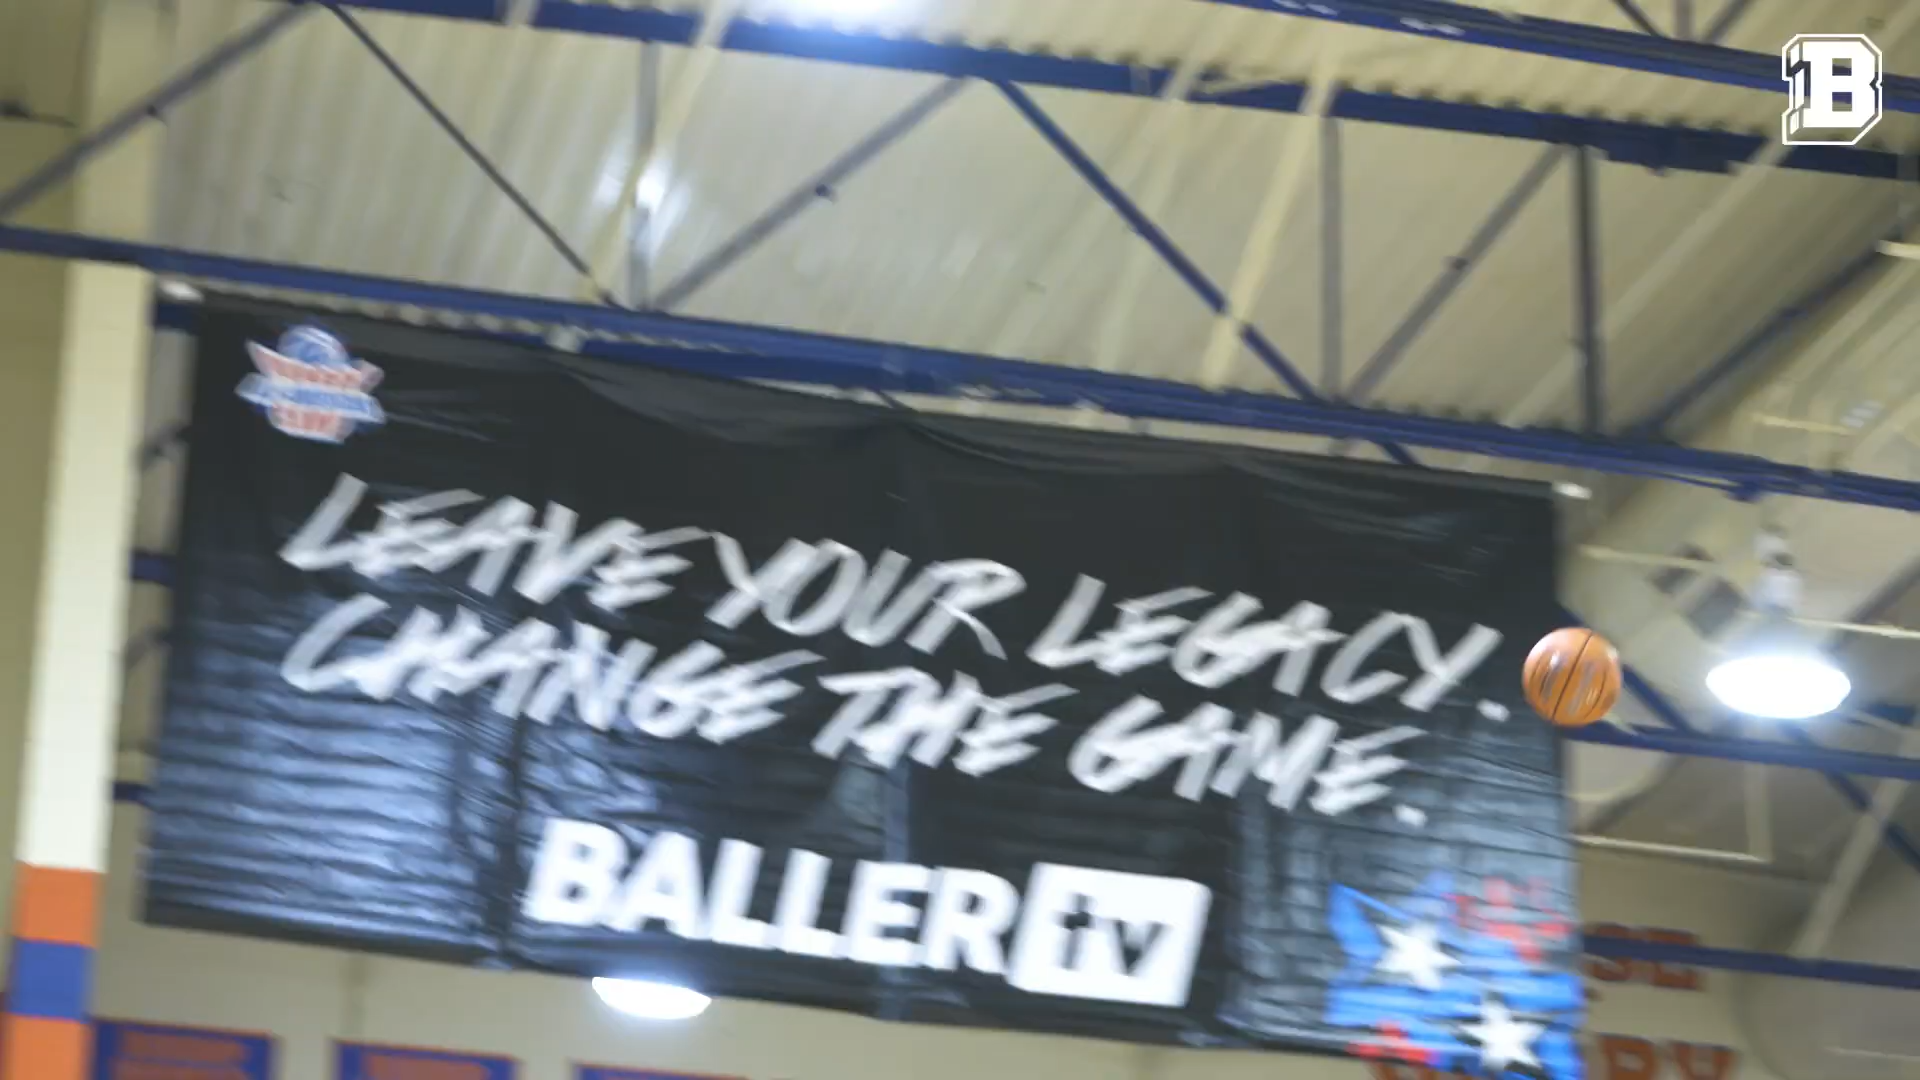 B
LEAVE YOUR LEGACY.
CHANGE THE GAME.
BALLER tv